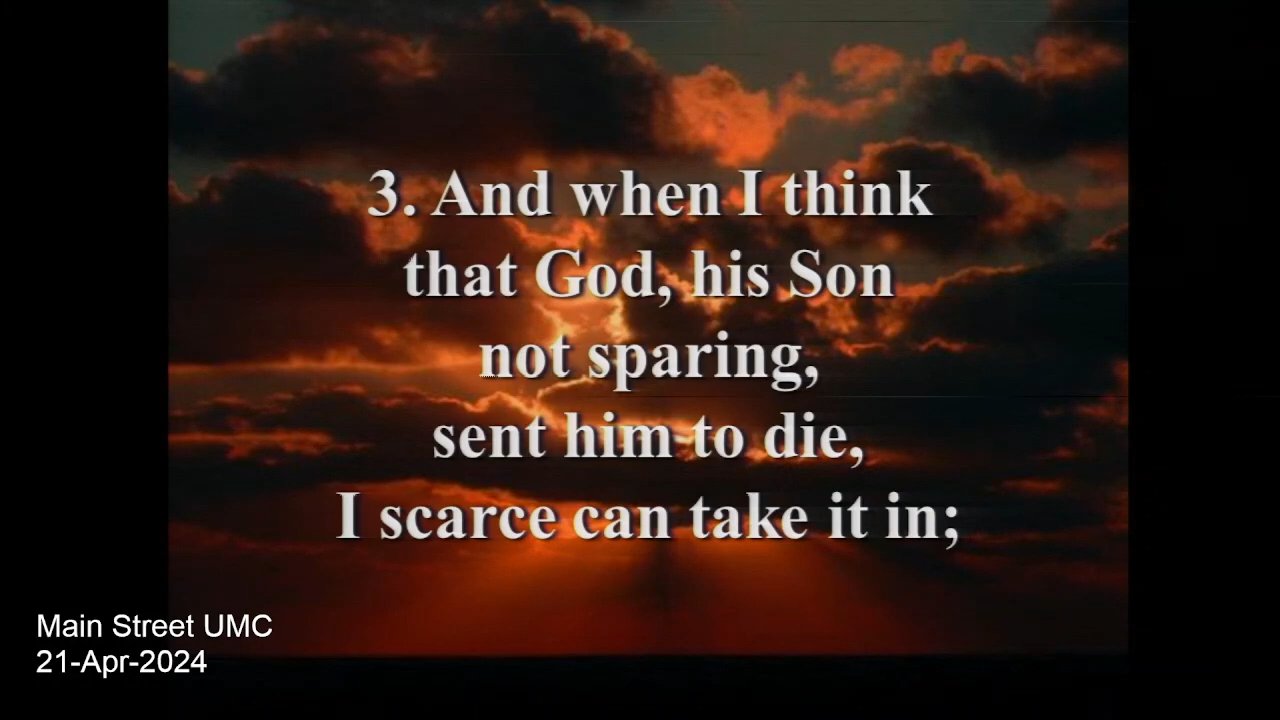 3. And when I think
that God, his Son
not sparing,
sent him to die,
I scarce can take it in;
Main Street UMC
21-Apr-2024